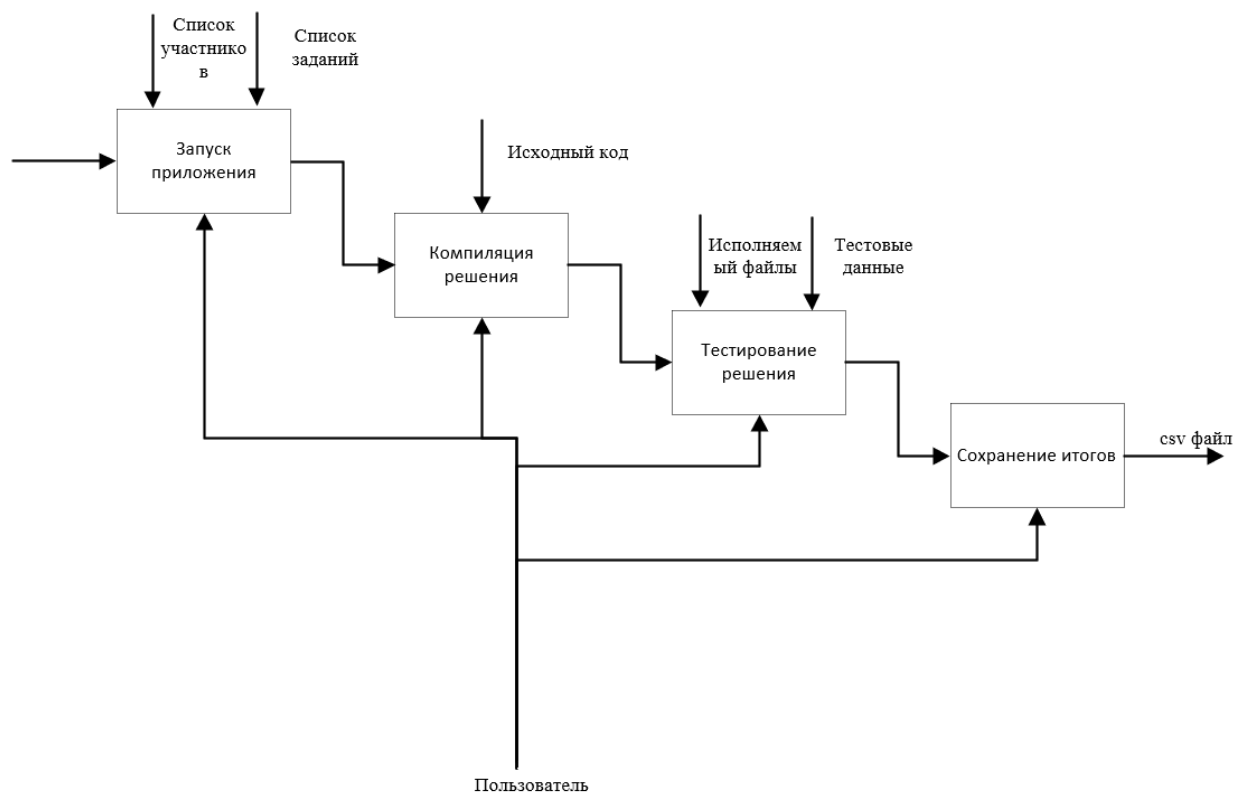 Список
участнико
в
Список
заданий
Запуск
приложения
Исходный код
Компиляция
решения
Исполняем
ый файлы
Тестовые
данные
Тестирование
решения
csv файл
Сохранение итогов
Пользователь